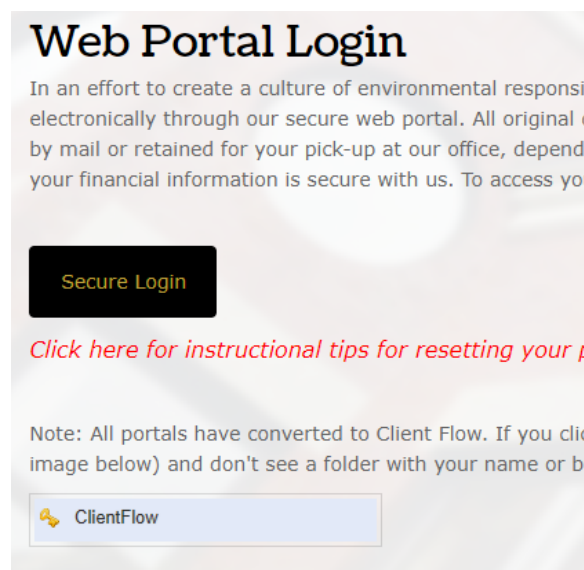 Web Portal Login
In an effort to create a culture of environmental responsi
electronically through our secure web portal. All original
by mail or retained for your pick-up at our office, depend
your financial information is secure with us. To access yo
Secure Login
Click here for instructional tips for resetting your
Note: All portals have converted to Client Flow. If you clic
image below) and don't see a folder with your name or b
ClientFlow